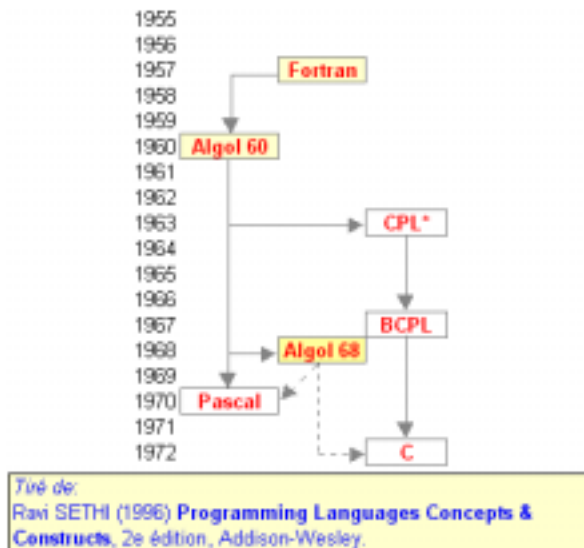 1955
1956
1957 Fortran
1958
1959
1960 Algol 60
1961
1962
1963 CPL*
1964
1965
1966
1967 BCPL
1968 Algol 68
1969
1970 Pascal
1971
1972 C
Tiré de:
Ravi SETHI (1996) Programming Languages Concepts &
Constructs, 2e édition, Addison-Wesley.